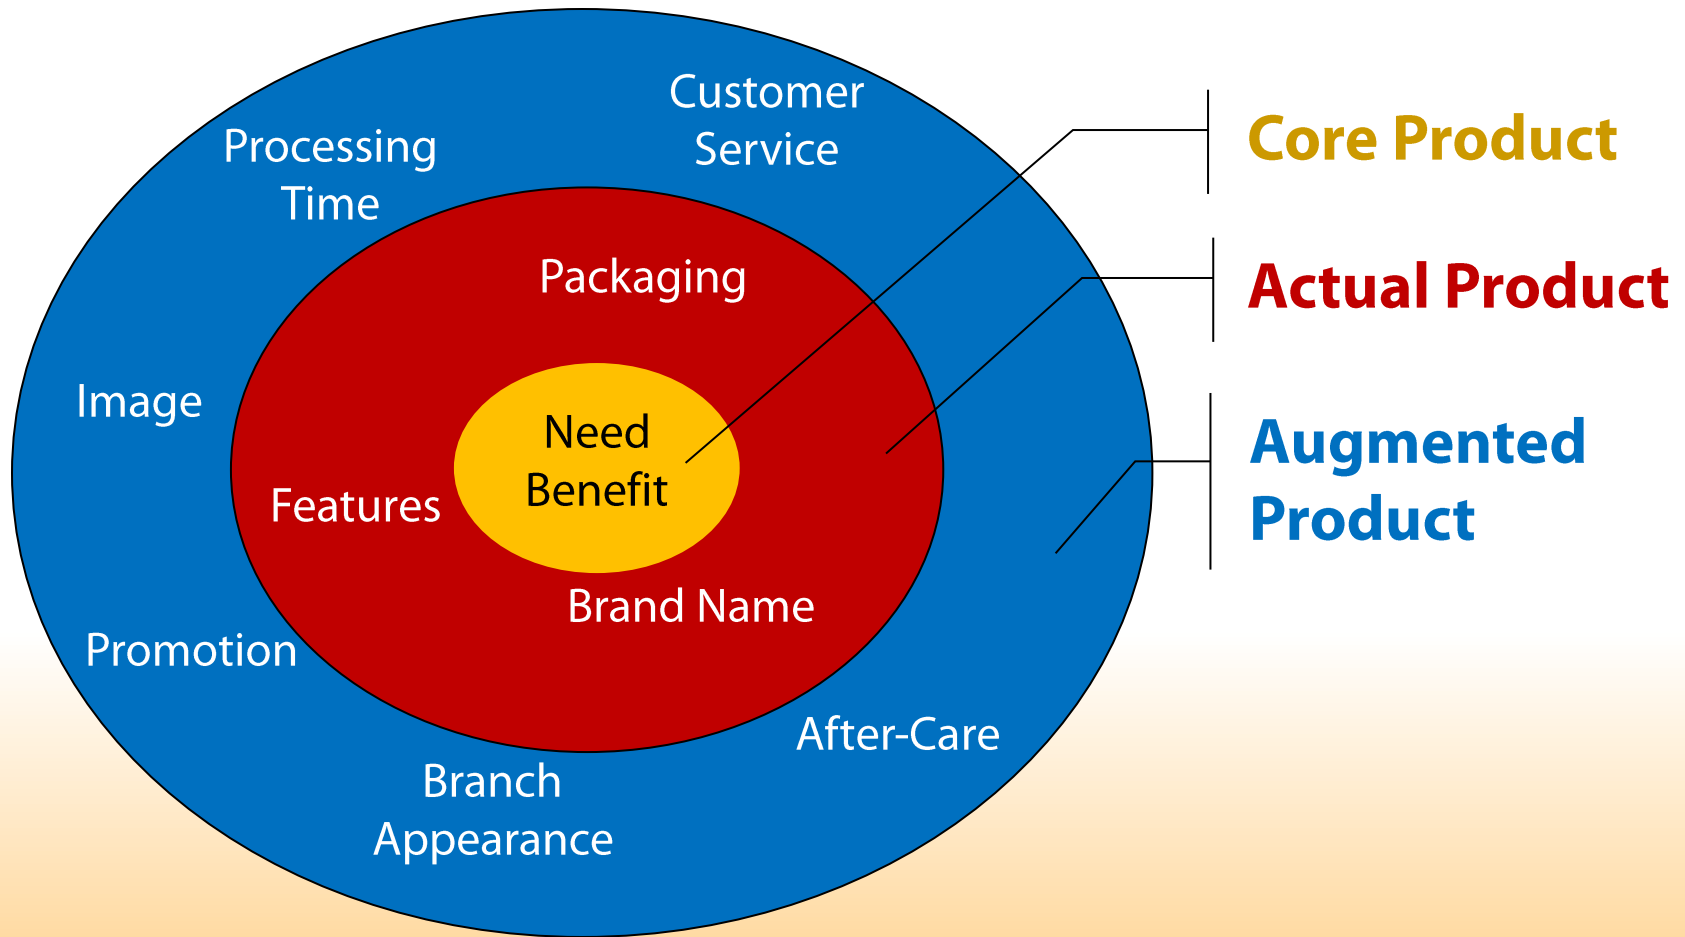 Customer
Service
Processing
Time
Packaging
Image
Need
Benefit
Features
Brand Name
Promotion
After-Care
Branch
Appearance
Core Product
Actual Product
Augmented
Product